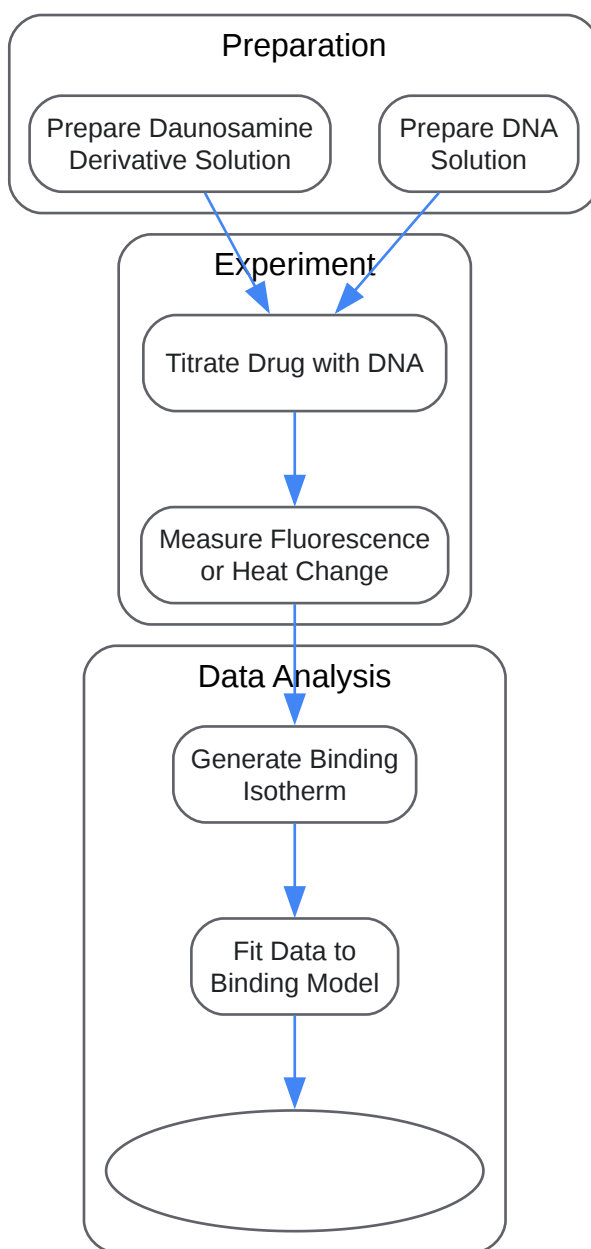 Preparation
Prepare Daunosamine
Derivative Solution
Prepare DNA
Solution
Experiment
Titrate Drug with DNA
Measure Fluorescence
or Heat Change
Data Analysis
Generate Binding
Isotherm
Fit Data to
Binding Model